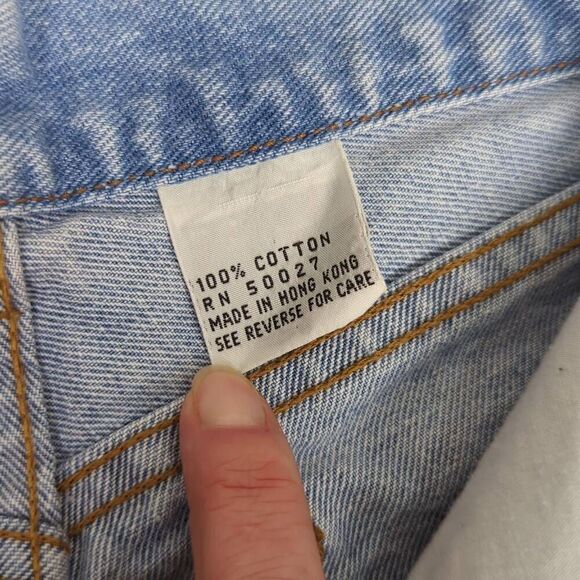 100% COTTON
RN 50027
MADE IN HONG KONG
SEE REVERSE FOR CARE